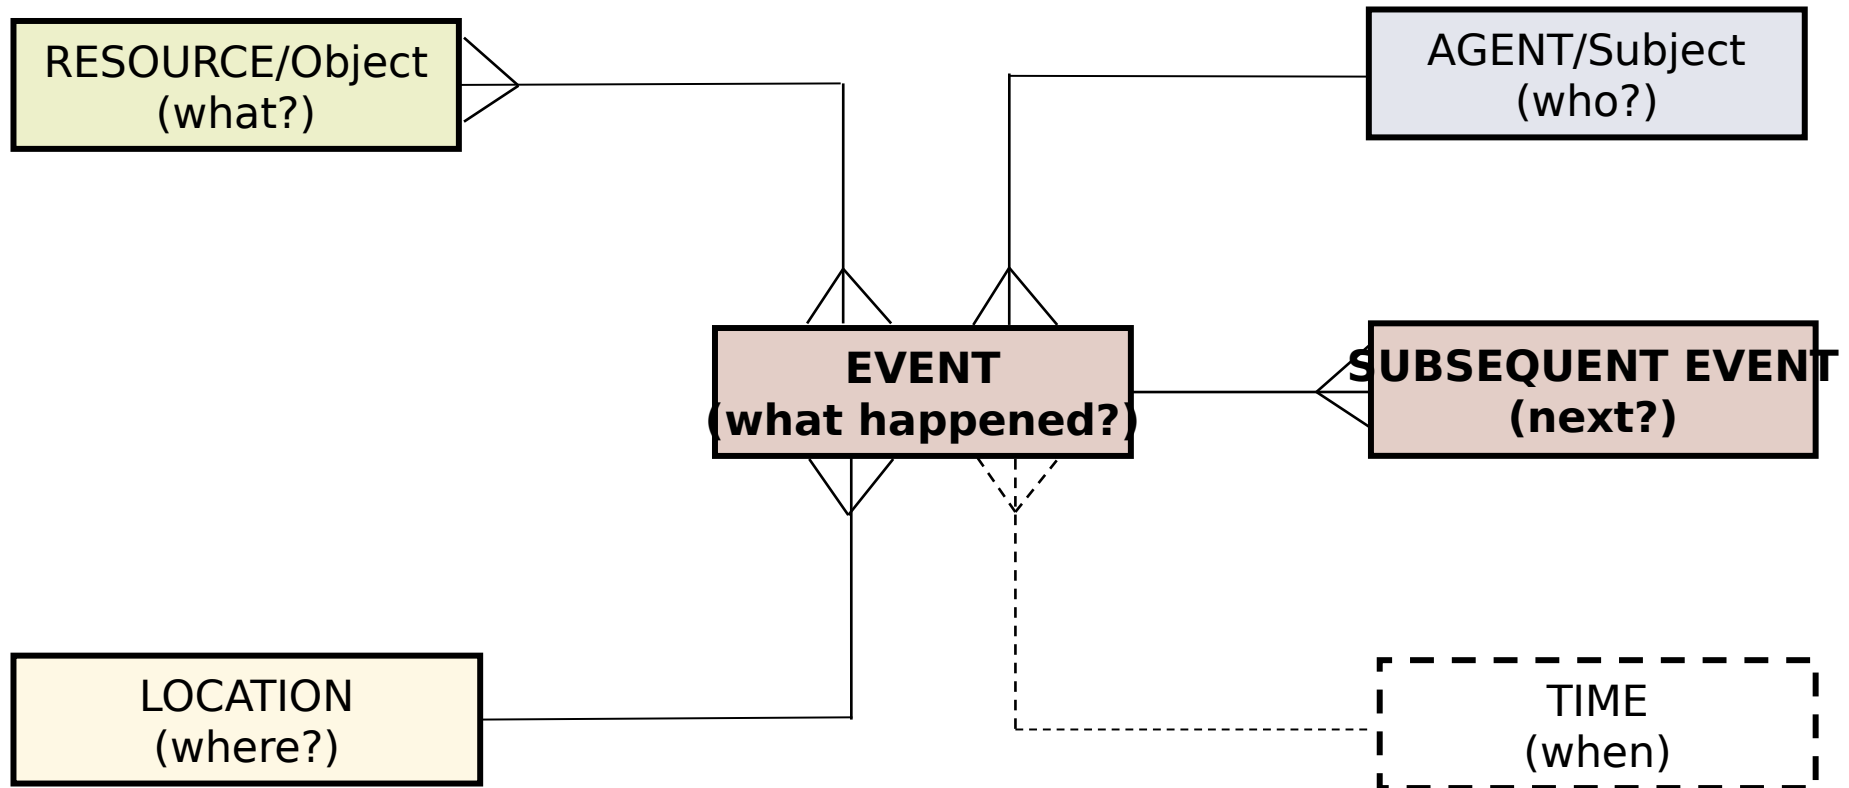 RESOURCE/Object
(what?)
AGENT/Subject
(who?)
EVENT
(what happened?)
SUBSEQUENT EVENT
(next?)
LOCATION
(where?)
TIME
(when)